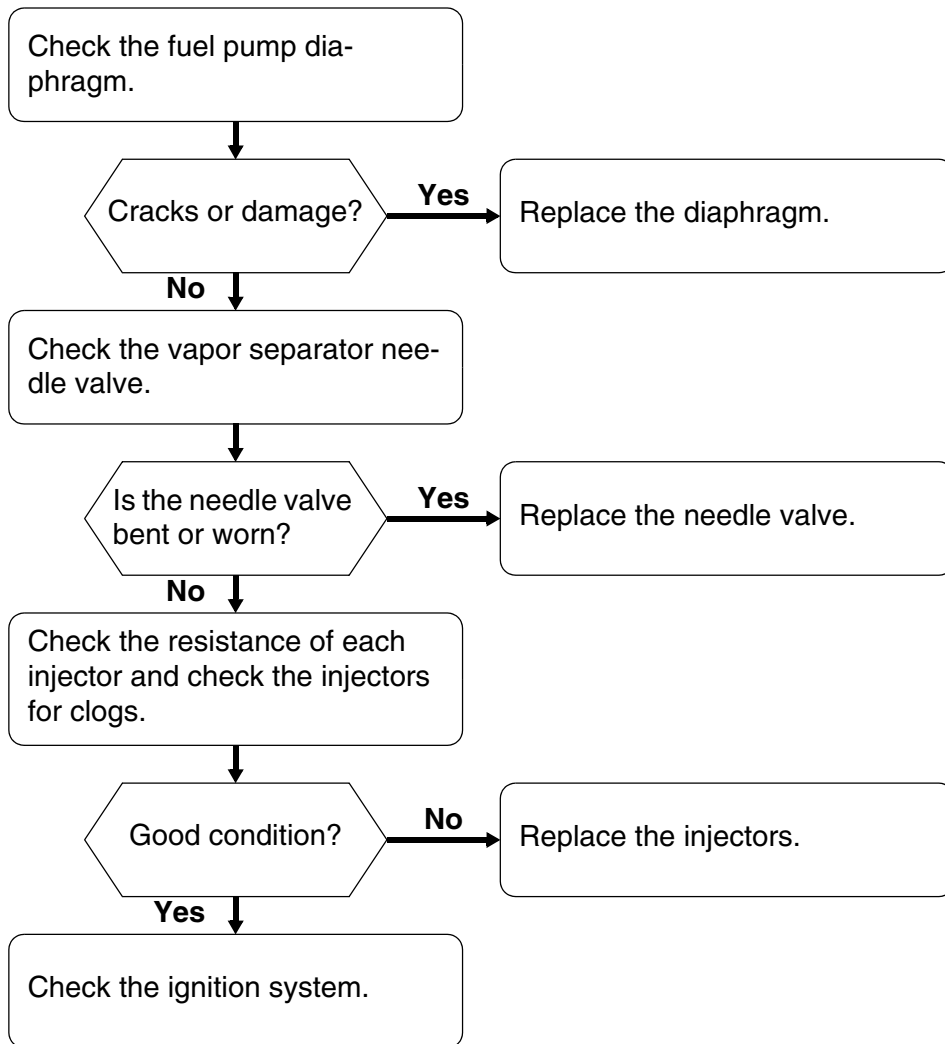 Check the fuel pump dia-
phragm.
Cracks or damage?
Yes
Replace the diaphragm.
No
Check the vapor separator nee-
dle valve.
Is the needle valve
bent or worn?
Yes
Replace the needle valve.
No
Check the resistance of each
injector and check the injectors
for clogs.
Good condition?
No
Replace the injectors.
Yes
Check the ignition system.